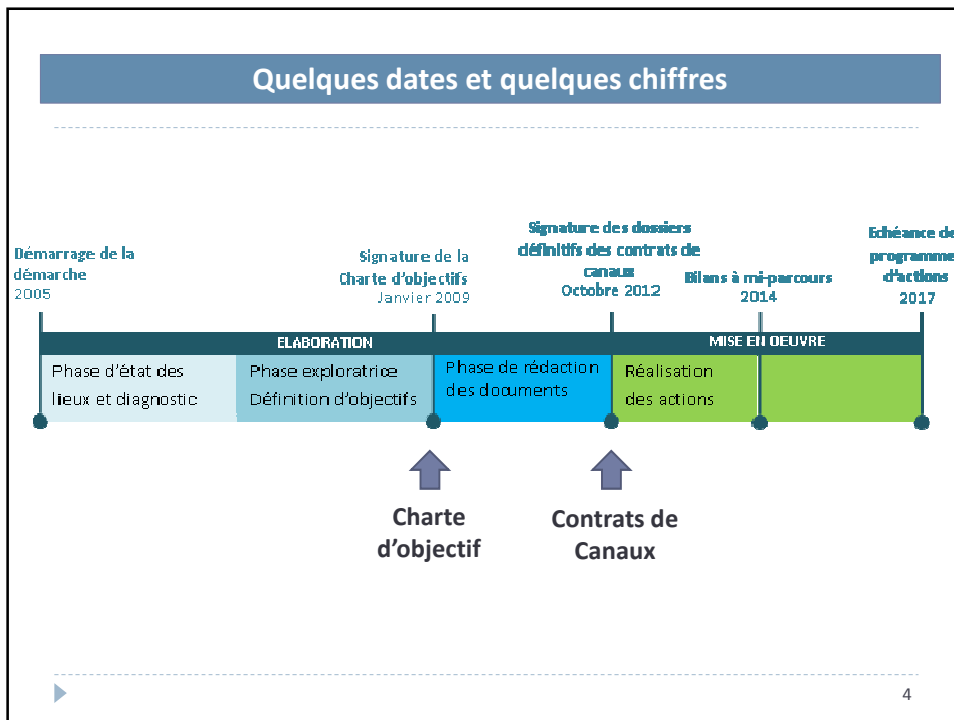 Quelques dates et quelques chiffres
Démarrage de la
démarche
2005
Signature de la
Charte d'objectifs
Janvier 2009
Signature des dossiers
définitifs des contrats de
canaux
Octobre 2012
Bilans à mi-parcours
2014
Echéance de
programme
d'actions
2017
ELABORATION
MISE EN OEUVRE
Phase d'état des
lieux et diagnostic
Phase exploratrice
Définition d'objectifs
Phase de rédaction
des documents
Réalisation
des actions
Charte
d'objectif
Contrats de
Canaux
4